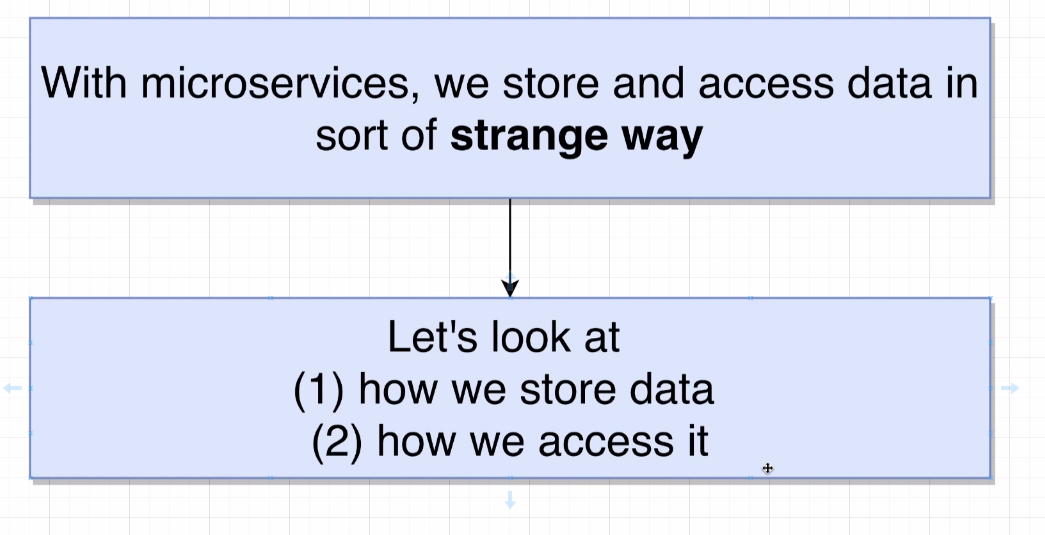 With microservices, we store and access data in
sort of strange way
Let's look at
(1) how we store data
(2) how we access it